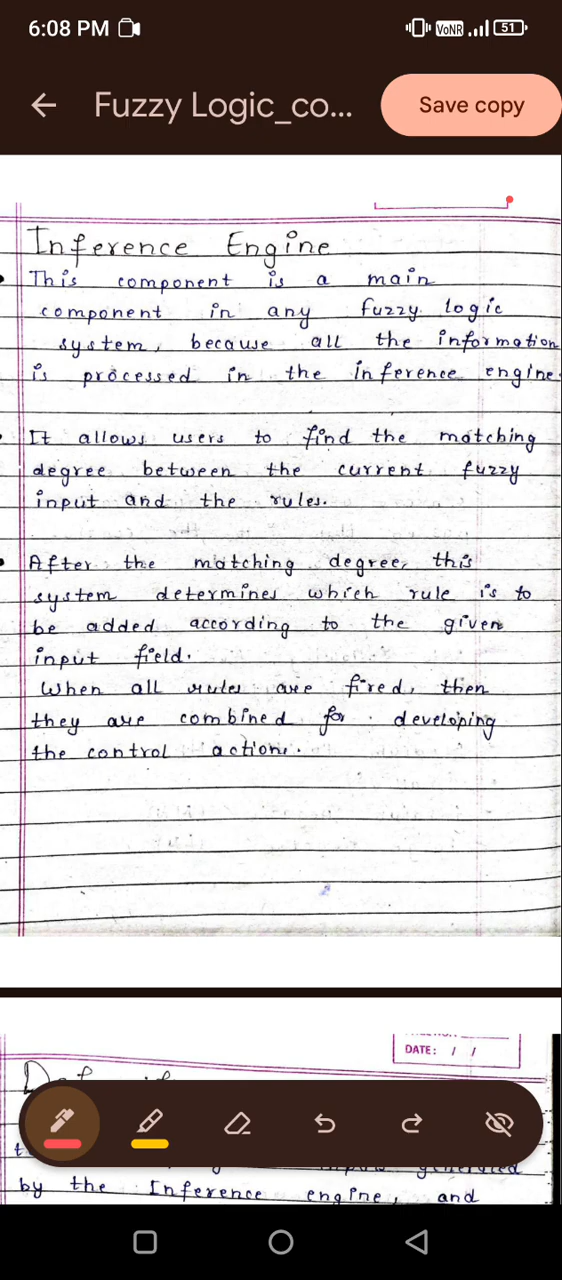 6:08 PM
VoNR 51
Fuzzy Logic_co...
Save copy
Inference Engine
This component is a main
component in any fuzzy logic
system, because all the information
is processed in the inference engine.
It allows users to find the matching
degree between the current fuzzy
input and the rules.
After the matching degree, this
system determines which rule is to
be added according to the given
input field.
When all rules are fired, then
they are combined for developing
the control actions.
DATE: / /
generated
by the Inference engine, and